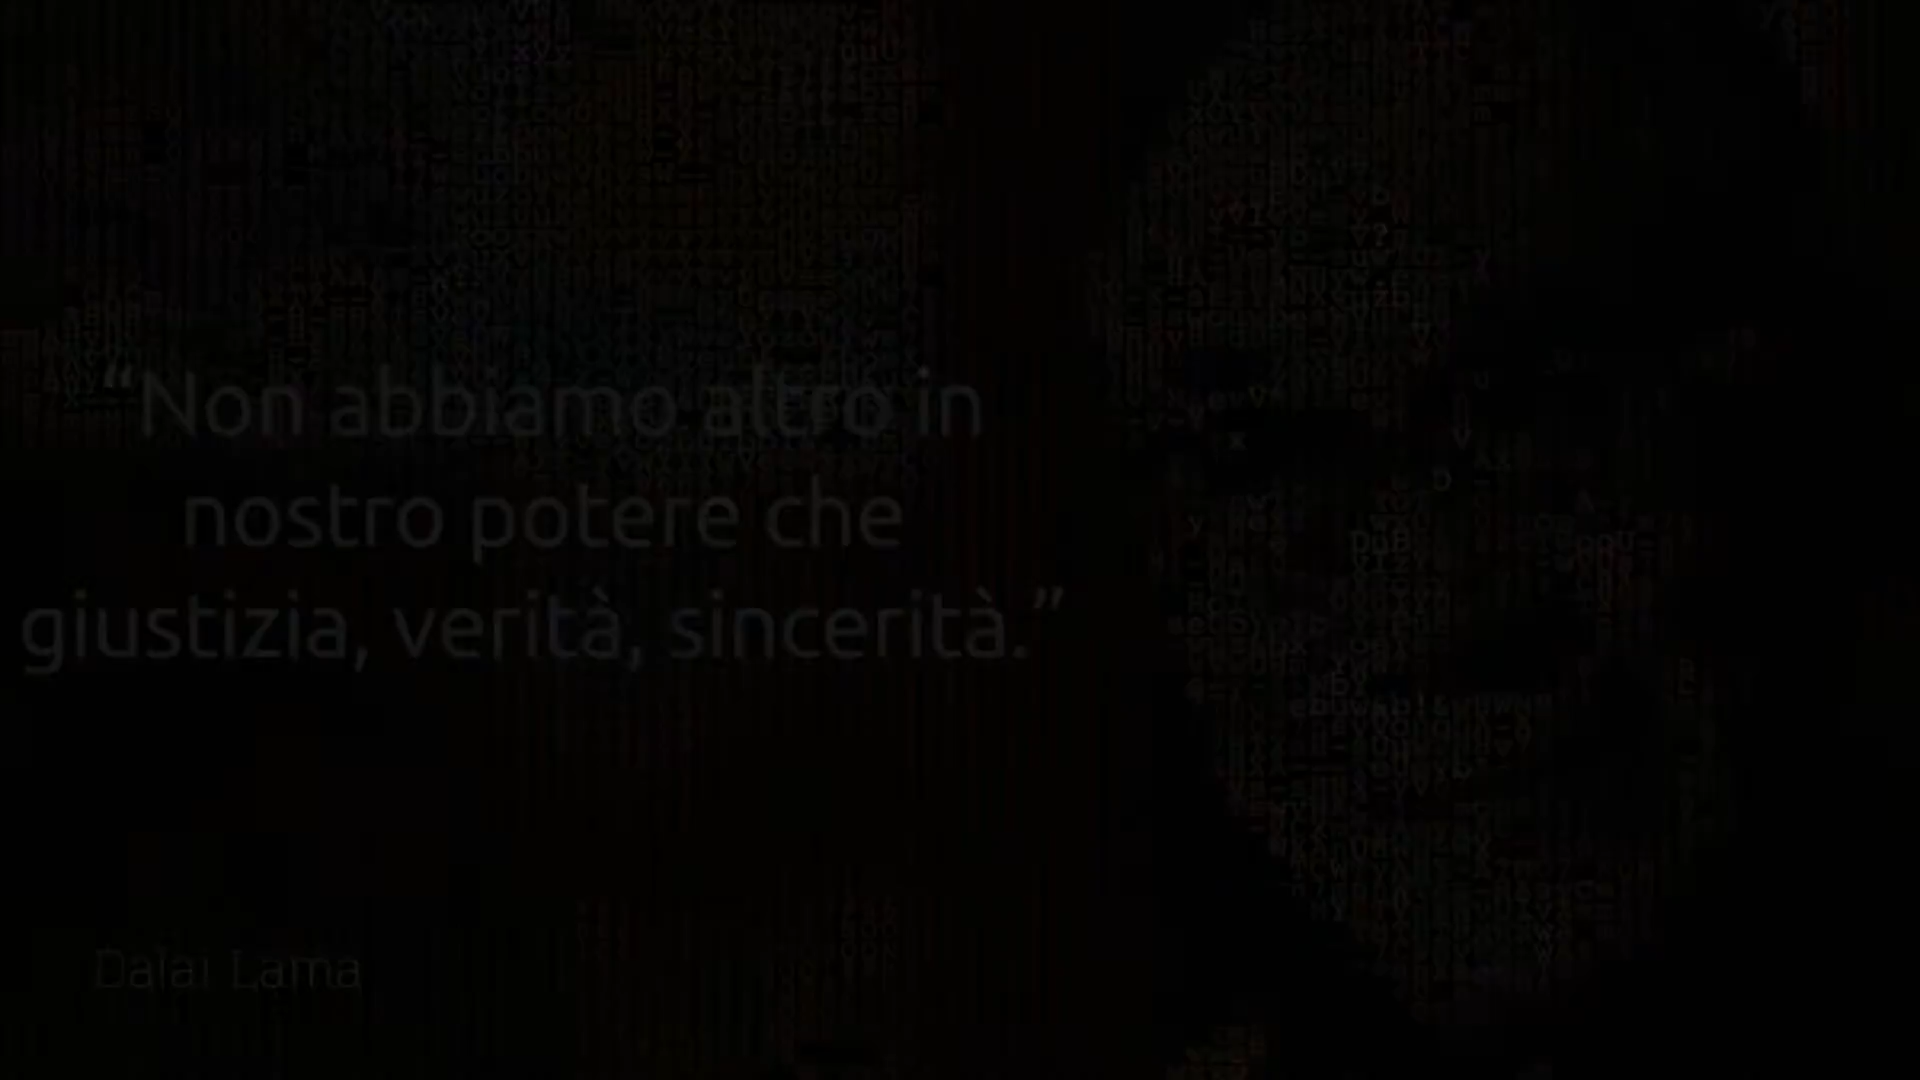 “Non abbiamo altro in
nostro potere che
giustizia, verità, sincerità.”
Dalai Lama